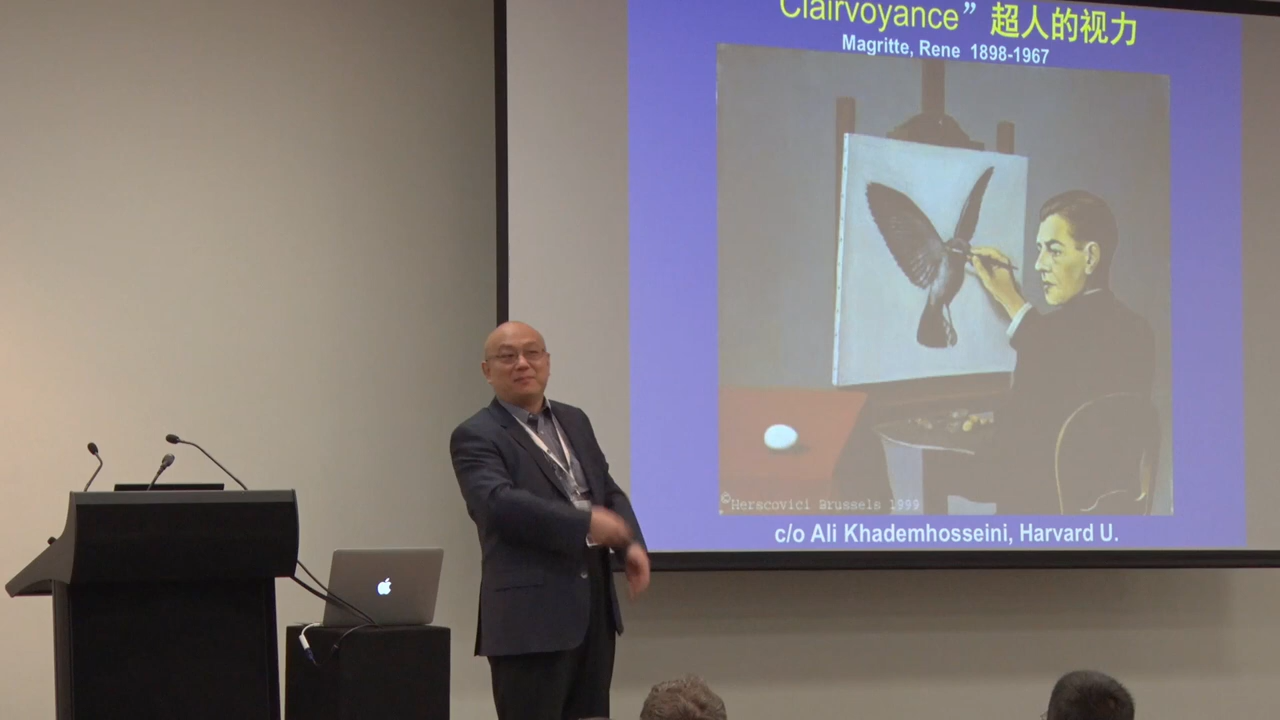 Clairvoyance” 超人的视力
Magritte, Rene 1898-1967
©Herscovici Brussels 1999
c/o Ali Khademhosseini, Harvard U.